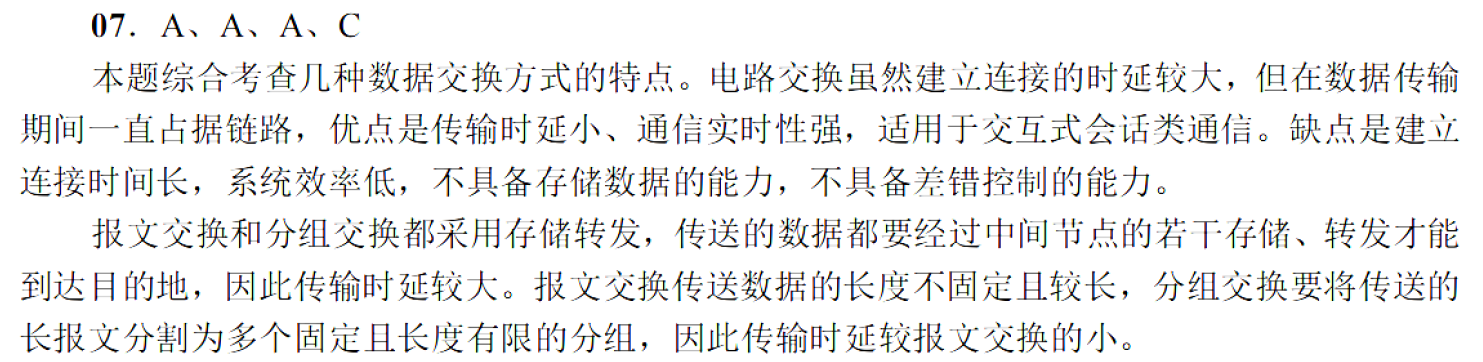 07. A、A、A、C
本题综合考查几种数据交换方式的特点。电路交换虽然建立连接的时延较大，但在数据传输
期间一直占据链路，优点是传输时延小、通信实时性强，适用于交互式会话类通信。缺点是建立
连接时间长，系统效率低，不具备存储数据的能力，不具备差错控制的能力。
报文交换和分组交换都采用存储转发，传送的数据都要经过中间节点的若干存储、转发才能
到达目的地，因此传输时延较大。报文交换传送数据的长度不固定且较长，分组交换要将传送的
长报文分割为多个固定且长度有限的分组，因此传输时延较报文交换的小。